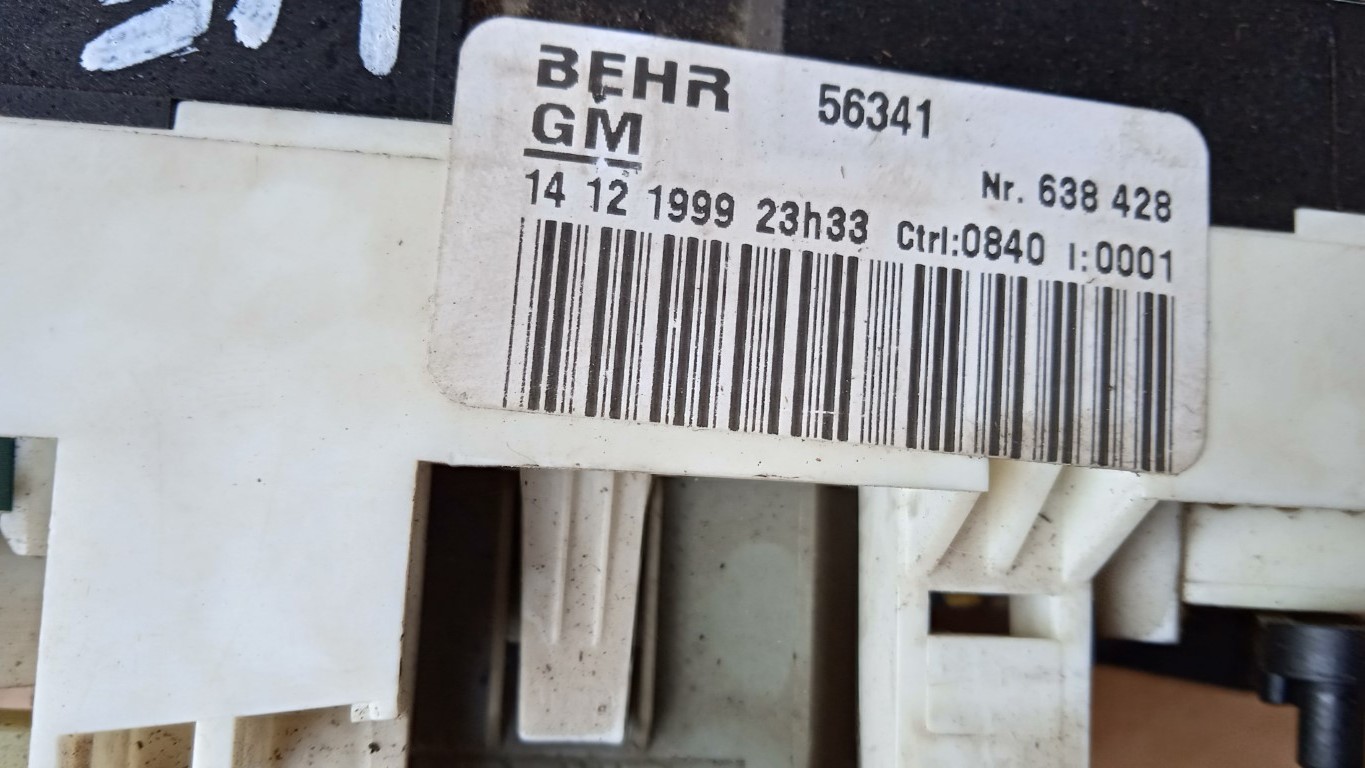 BEHR 56341
GM
Nr. 638 428
14 12 1999 23h33 Ctrl:0840 I:0001